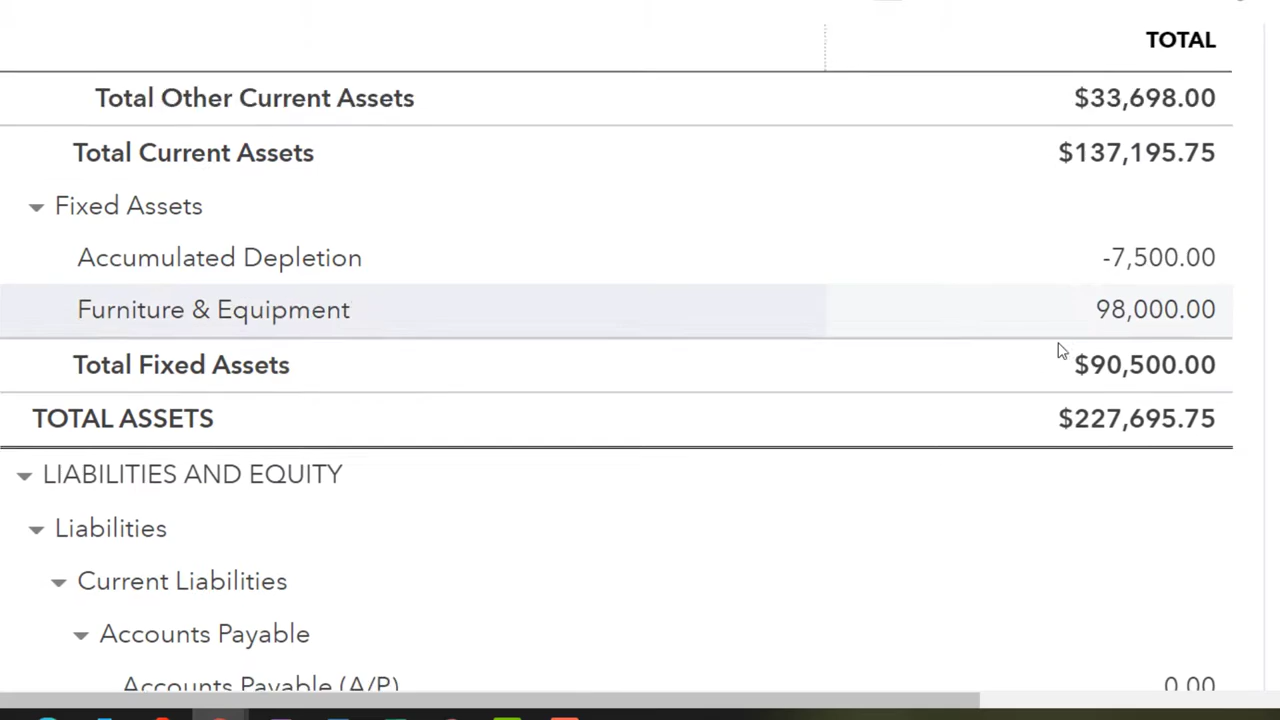 TOTAL
Total Other Current Assets $33,698.00
Total Current Assets $137,195.75
Fixed Assets
Accumulated Depletion -7,500.00
Furniture & Equipment 98,000.00
Total Fixed Assets $90,500.00
TOTAL ASSETS $227,695.75
LIABILITIES AND EQUITY
Liabilities
Current Liabilities
Accounts Payable
Accounts Payable (A/P) 0.00